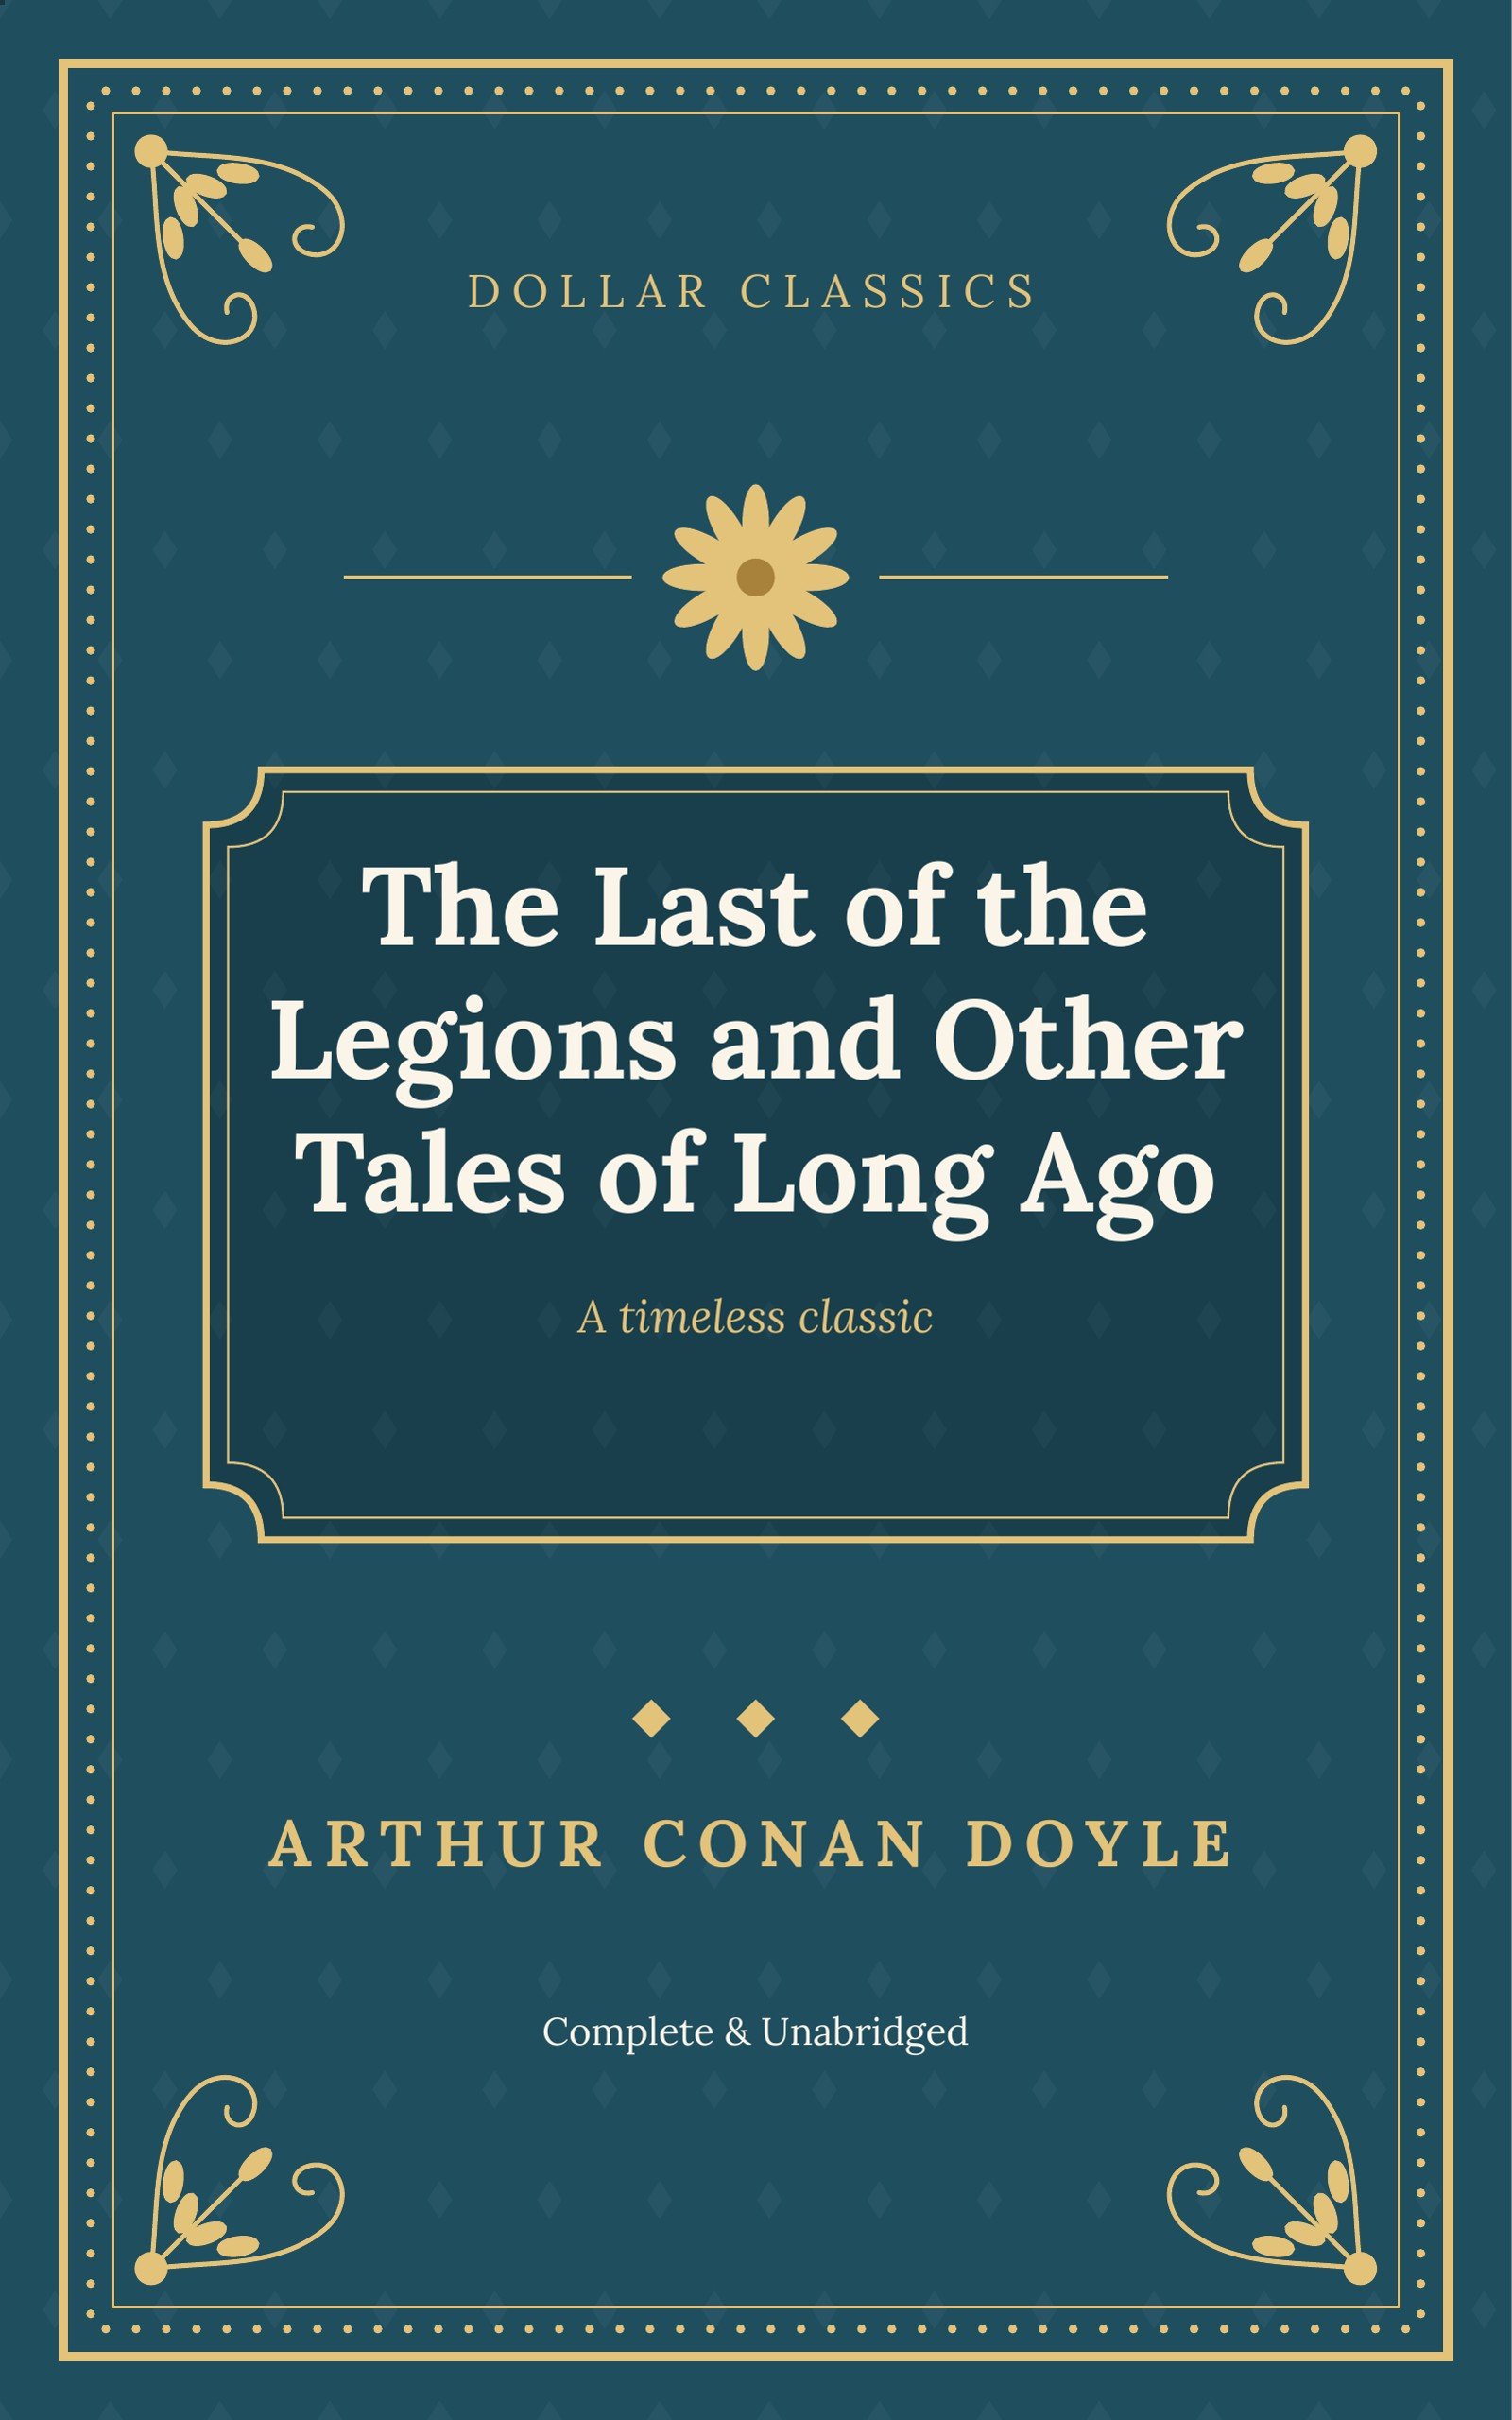 DOLLAR CLASSICS
The Last of the
Legions and Other
Tales of Long Ago
A timeless classic
ARTHUR CONAN DOYLE
Complete & Unabridged